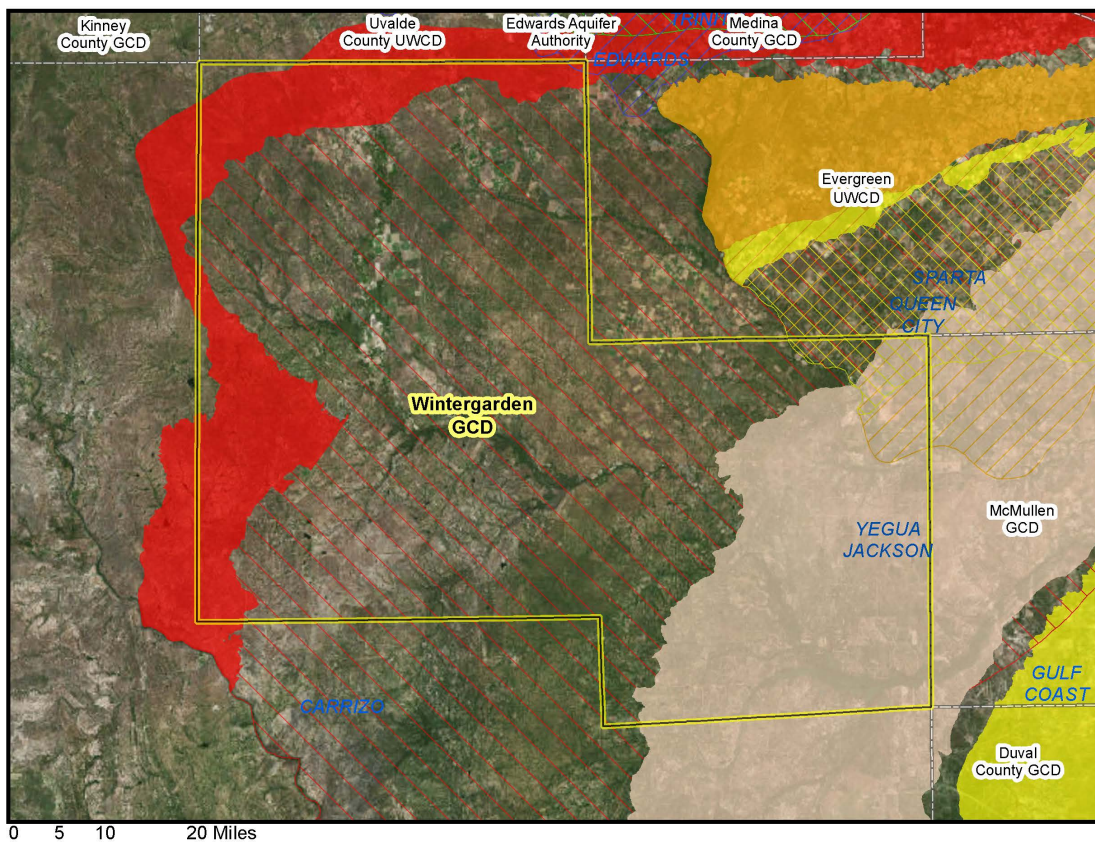 Kinney
County GCD
Uvalde
County UWCD
Edwards Aquifer
Authority
TRINITY
Medina
County GCD
EDWARDS
Evergreen
UWCD
SPARTA
QUEEN
CITY
Wintergarden
GCD
McMullen
GCD
YEGUA
JACKSON
CARRIZO
GULF
COAST
Duval
County GCD
0 5 10 20 Miles